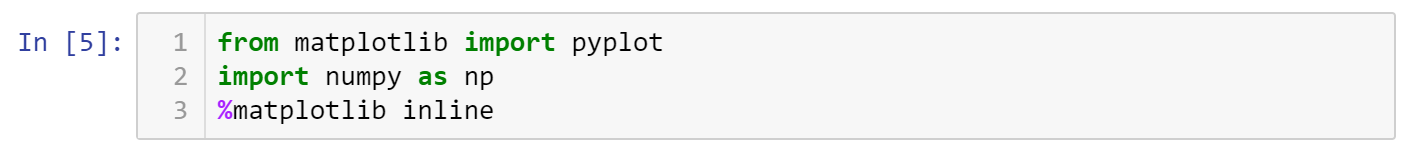 In [5]:
1 from matplotlib import pyplot
2 import numpy as np
3 %matplotlib inline